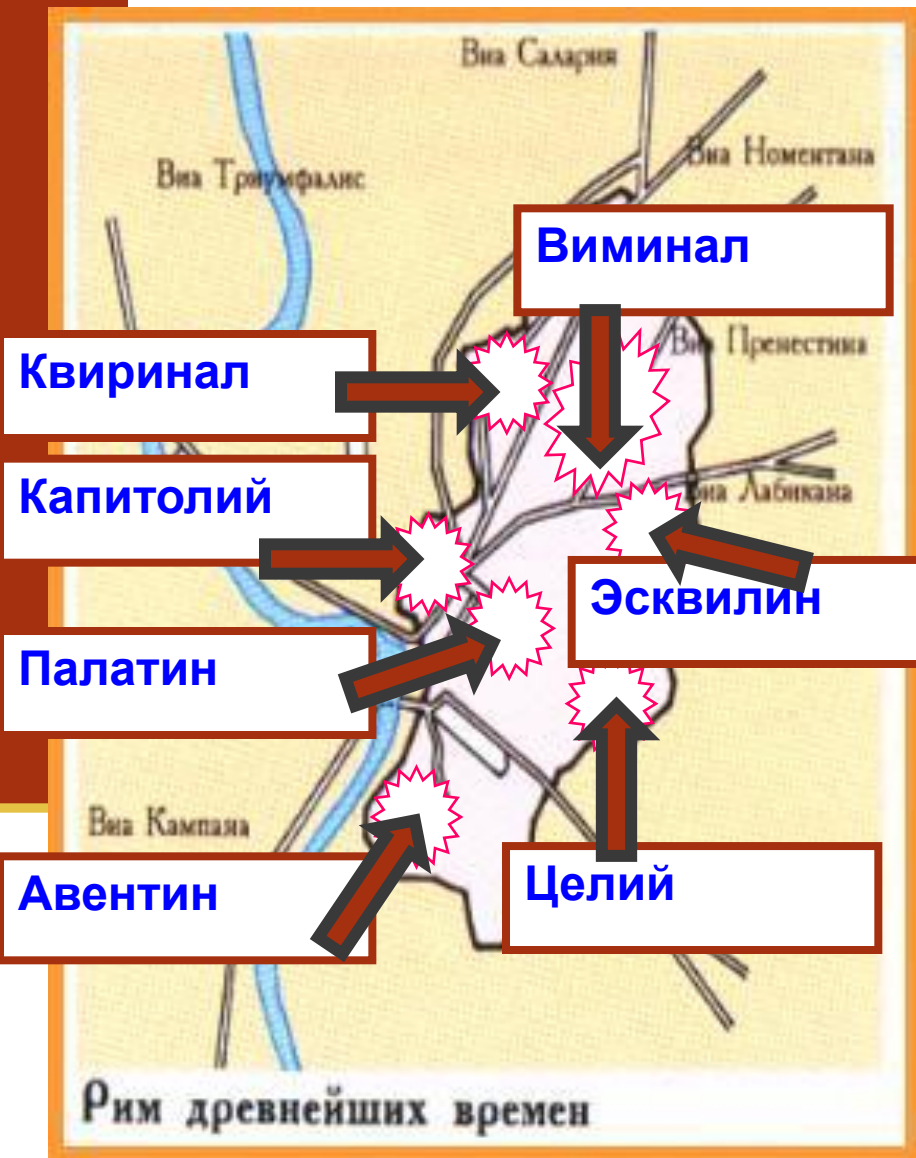 Виа Салария
Виа Номентана
Виа Триумфалис
Виминал
Виа Пренестина
Квиринал
Капитолий
Виа Лабикана
Эсквилин
Палатин
Виа Кампана
Авентин
Целий
Рим древнейших времен